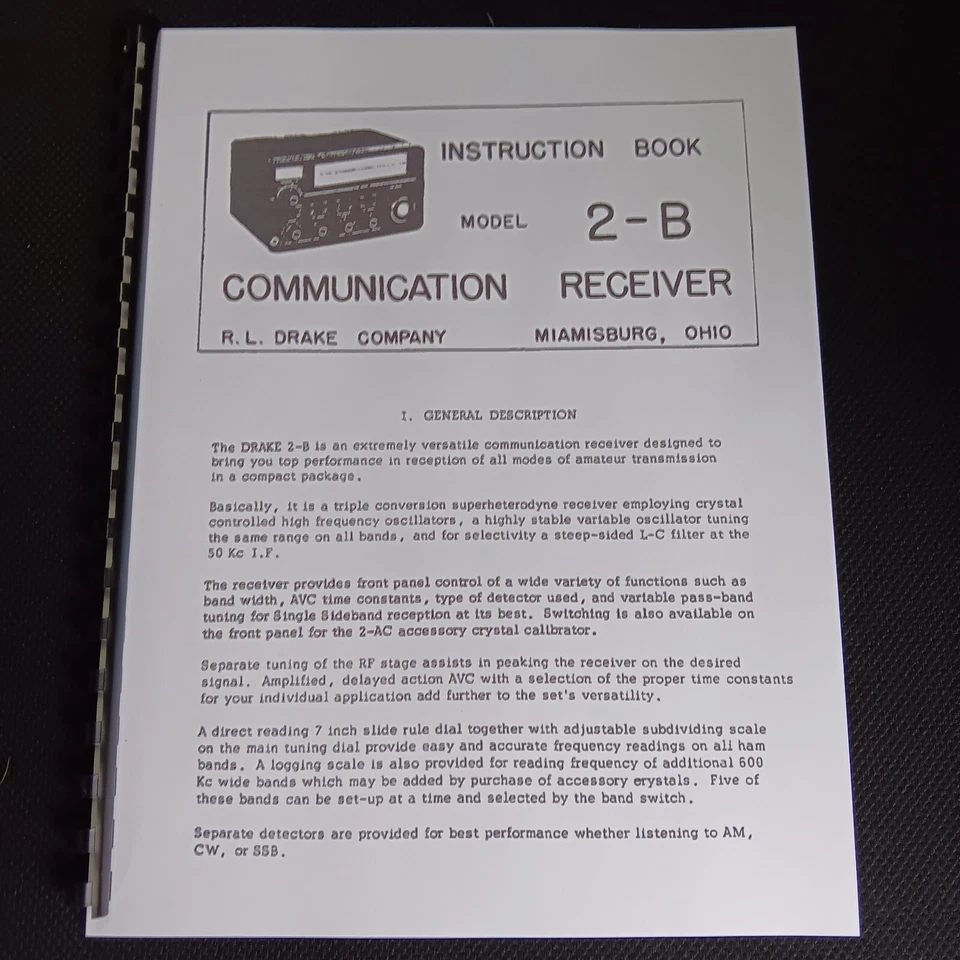 INSTRUCTION BOOK
MODEL 2-B
COMMUNICATION RECEIVER
R. L. DRAKE COMPANY MIAMISBURG, OHIO
I. GENERAL DESCRIPTION
The DRAKE 2-B is an extremely versatile communication receiver designed to
bring you top performance in reception of all modes of amateur transmission
in a compact package.
Basically, it is a triple conversion superheterodyne receiver employing crystal
controlled high frequency oscillators, a highly stable variable oscillator tuning
the same range on all bands, and for selectivity a steep-sided L-C filter at the
50 Kc I.F.
The receiver provides front panel control of a wide variety of functions such as
band width, AVC time constants, type of detector used, and variable pass-band
tuning for Single Sideband reception at its best. Switching is also available on
the front panel for the 2-AC accessory crystal calibrator.
Separate tuning of the RF stage assists in peaking the receiver on the desired
signal. Amplified, delayed action AVC with a selection of the proper time constants
for your individual application add further to the set's versatility.
A direct reading 7 inch slide rule dial together with adjustable subdividing scale
on the main tuning dial provide easy and accurate frequency readings on all ham
bands. A logging scale is also provided for reading frequency of additional 600
Kc wide bands which may be added by purchase of accessory crystals. Five of
these bands can be set-up at a time and selected by the band switch.
Separate detectors are provided for best performance whether listening to AM,
CW, or SSB.